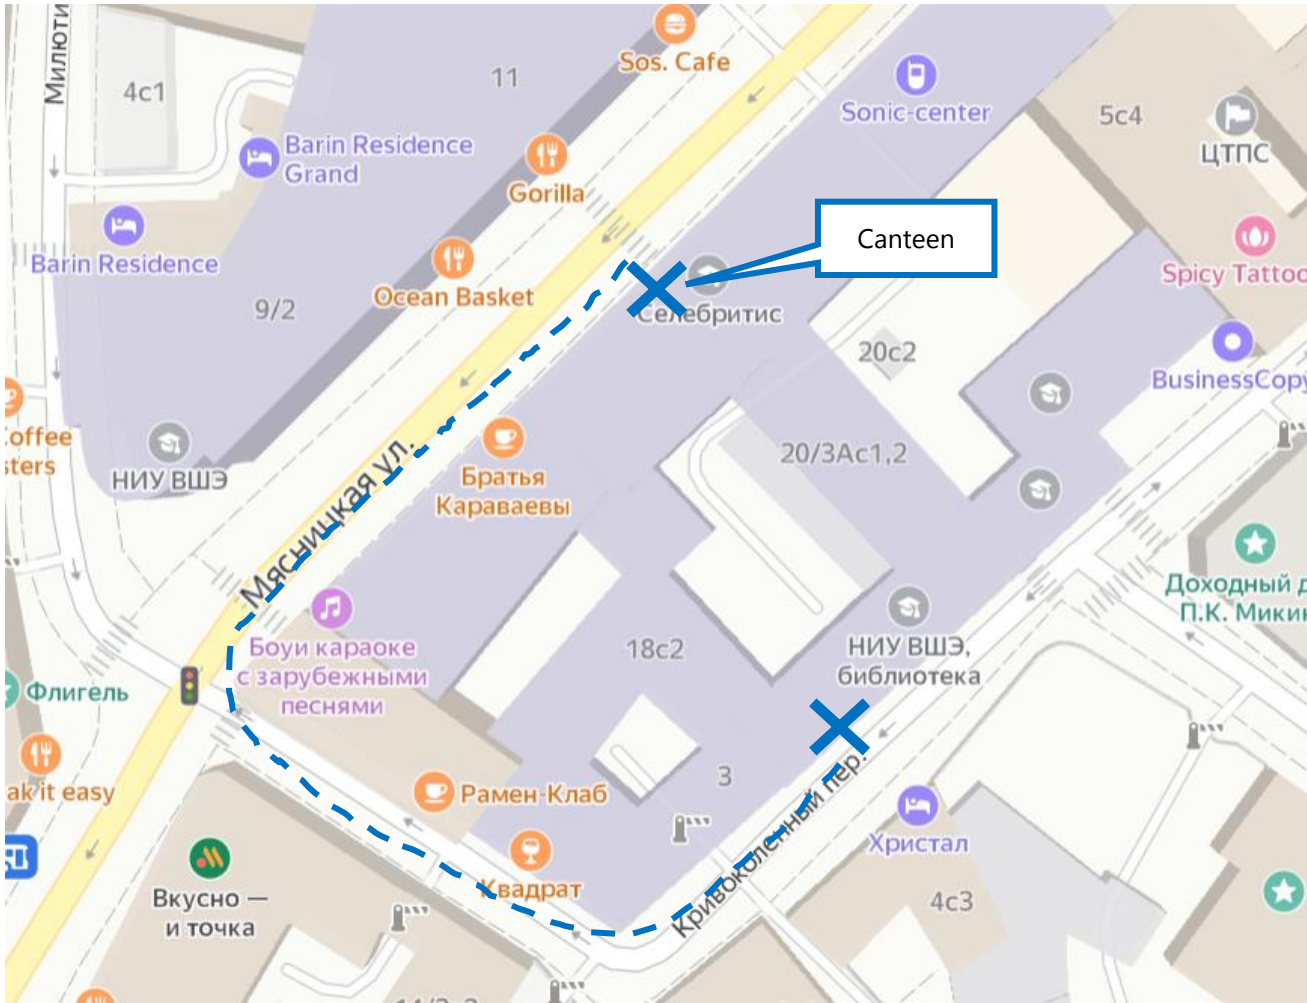 Милюти
4с1
11
Sos. Cafe
Sonic-center
5с4
ЦТПС
Barin Residence
Grand
Gorilla
Canteen
Barin Residence
Ocean Basket
Spicy Tattoo
9/2
Селебритис
20с2
BusinessCopy
offee
sters
НИУ ВШЭ
Мясницкая ул.
Братья
Караваевы
20/3Ас1,2
Доходный д
П.К. Микин
Боуи караоке
с зарубежными
песнями
18с2
НИУ ВШЭ,
библиотека
Флигель
ak it easy
Рамен-Клаб
3
Кривоколенный пер.
Христал
Вкусно —
и точка
Квадрат
4с3